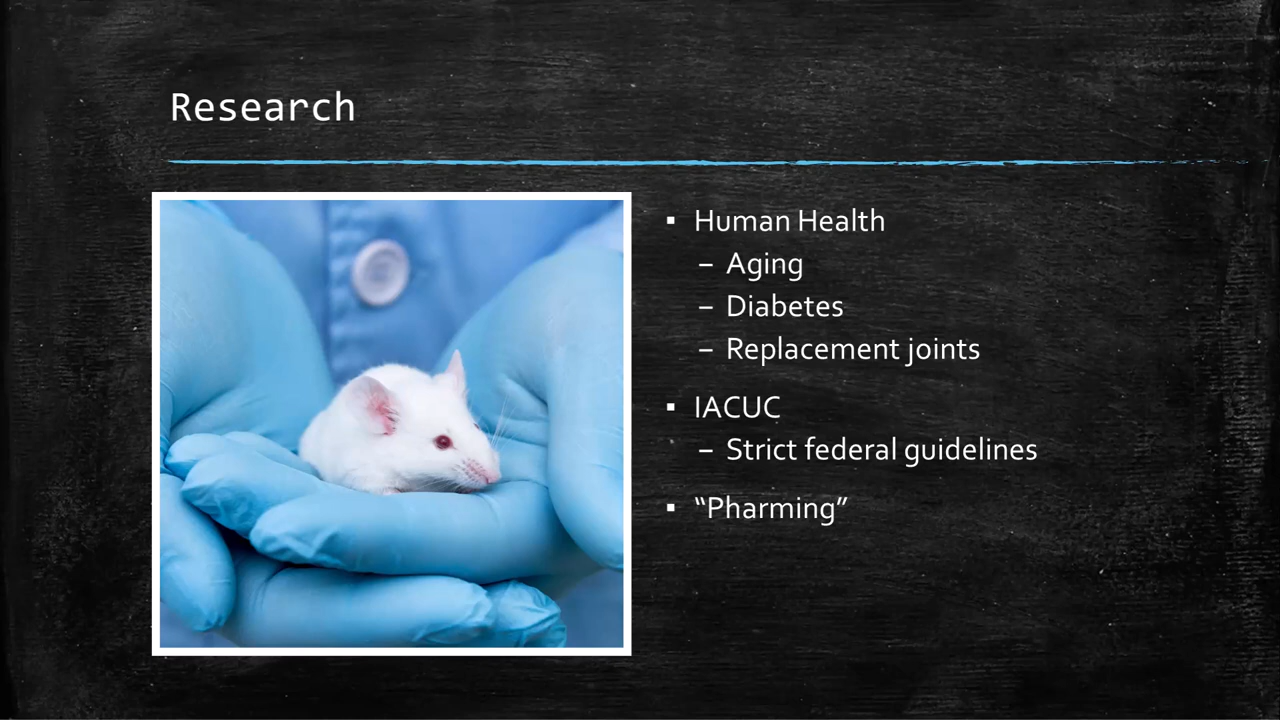 Research
▪ Human Health
– Aging
– Diabetes
– Replacement joints
▪ IACUC
– Strict federal guidelines
▪ “Pharming”